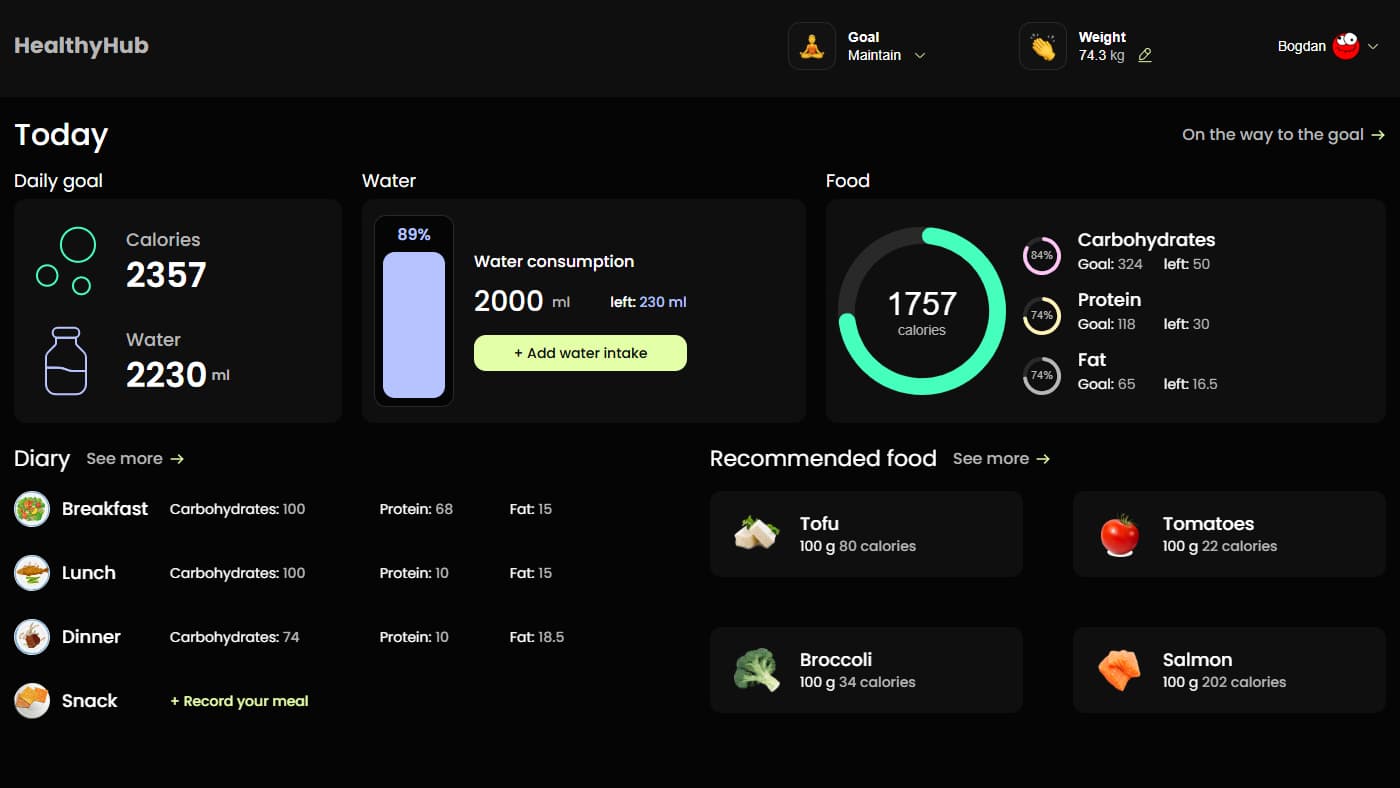 HealthyHub
Goal
Maintain
Weight
74.3 kg
Bogdan
Today
On the way to the goal →
Daily goal
Calories
2357
Water
2230 ml
Water
89%
Water consumption
2000 ml left: 230 ml
+ Add water intake
Food
1757
calories
84%
Carbohydrates
Goal: 324 left: 50
74%
Protein
Goal: 118 left: 30
74%
Fat
Goal: 65 left: 16.5
Diary See more →
Breakfast Carbohydrates: 100 Protein: 68 Fat: 15
Lunch Carbohydrates: 100 Protein: 10 Fat: 15
Dinner Carbohydrates: 74 Protein: 10 Fat: 18.5
Snack + Record your meal
Recommended food See more →
Tofu
100 g 80 calories
Tomatoes
100 g 22 calories
Broccoli
100 g 34 calories
Salmon
100 g 202 calories